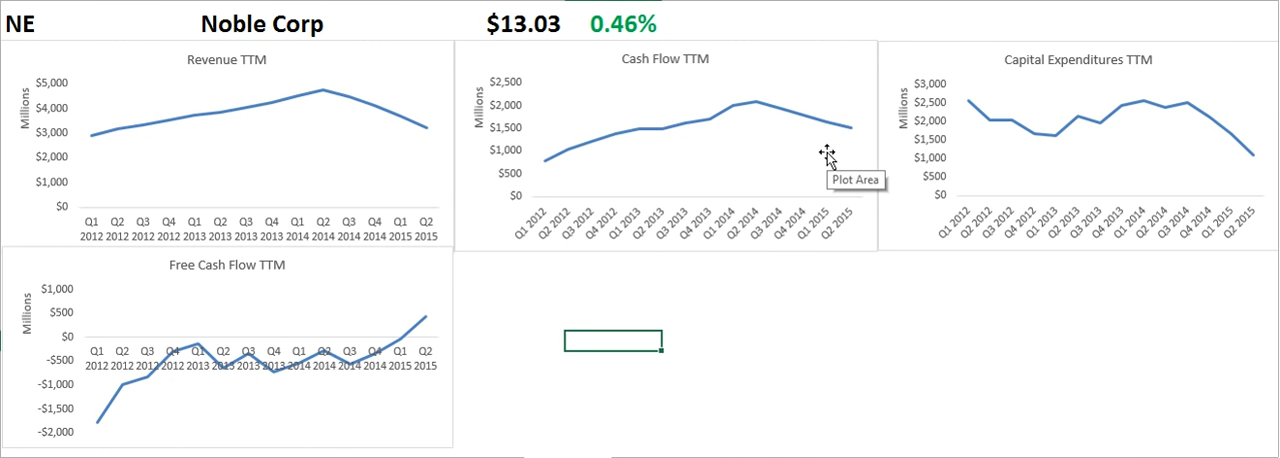 NE Noble Corp $13.03 0.46%
Revenue TTM
Millions
$5,000
$4,000
$3,000
$2,000
$1,000
$0
Q1 Q2 Q3 Q4 Q1 Q2 Q3 Q4 Q1 Q2 Q3 Q4 Q1 Q2
2012 2012 2012 2012 2013 2013 2013 2013 2014 2014 2014 2014 2015 2015
Cash Flow TTM
Millions
$2,500
$2,000
$1,500
$1,000
$500
$0
Q1 2012
Q2 2012
Q3 2012
Q4 2012
Q1 2013
Q2 2013
Q3 2013
Q4 2013
Q1 2014
Q2 2014
Q3 2014
Q4 2014
Q1 2015
Q2 2015
Plot Area
Capital Expenditures TTM
Millions
$3,000
$2,500
$2,000
$1,500
$1,000
$500
$0
Q1 2012
Q2 2012
Q3 2012
Q4 2012
Q1 2013
Q2 2013
Q3 2013
Q4 2013
Q1 2014
Q2 2014
Q3 2014
Q4 2014
Q1 2015
Q2 2015
Free Cash Flow TTM
Millions
$1,000
$500
$0
-$500
-$1,000
-$1,500
-$2,000
Q1 Q2 Q3 Q4 Q1 Q2 Q3 Q4 Q1 Q2 Q3 Q4 Q1 Q2
2012 2012 2012 2012 2013 2013 2013 2013 2014 2014 2014 2014 2015 2015